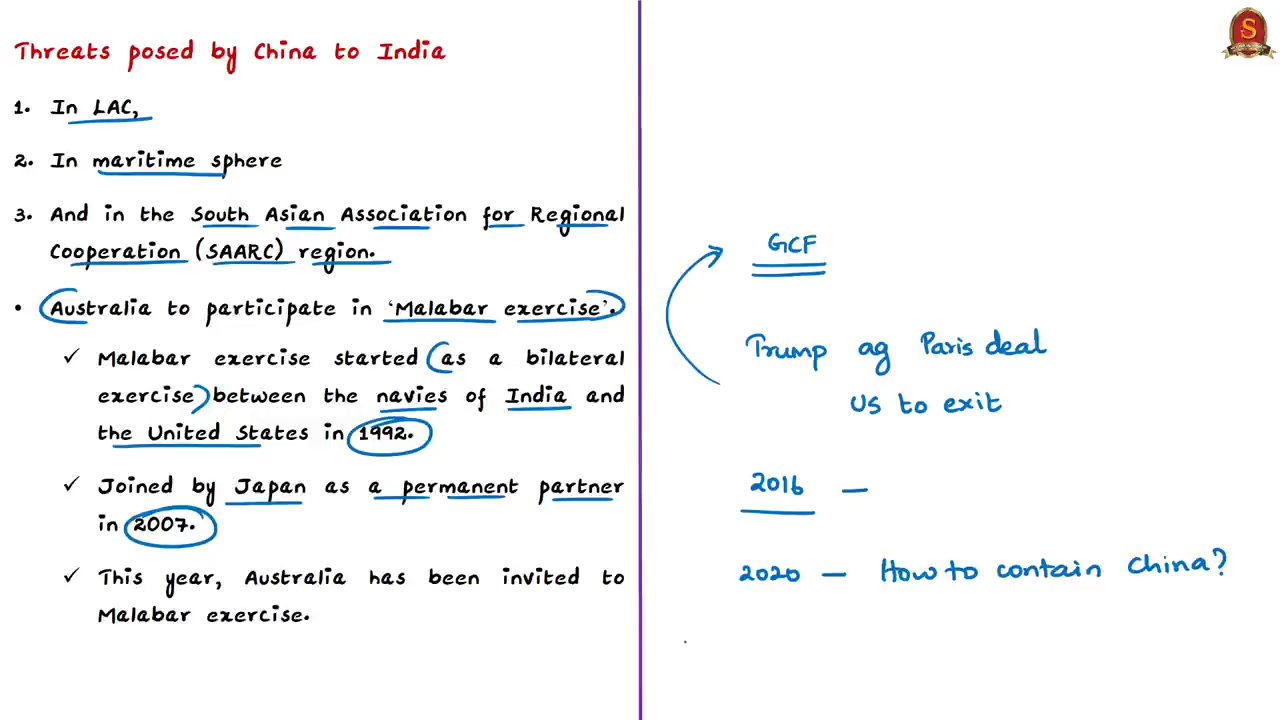 Threats posed by China to India
1. In LAC,
2. In maritime sphere
3. And in the South Asian Association for Regional
Cooperation (SAARC) region.
• Australia to participate in ‘Malabar exercise’.
✓ Malabar exercise started as a bilateral
exercise between the navies of India and
the United States in 1992.
✓ Joined by Japan as a permanent partner
in 2007.
✓ This year, Australia has been invited to
Malabar exercise.
GCF
Trump ag Paris deal
US to exit
2016 —
2020 — How to contain China?
S